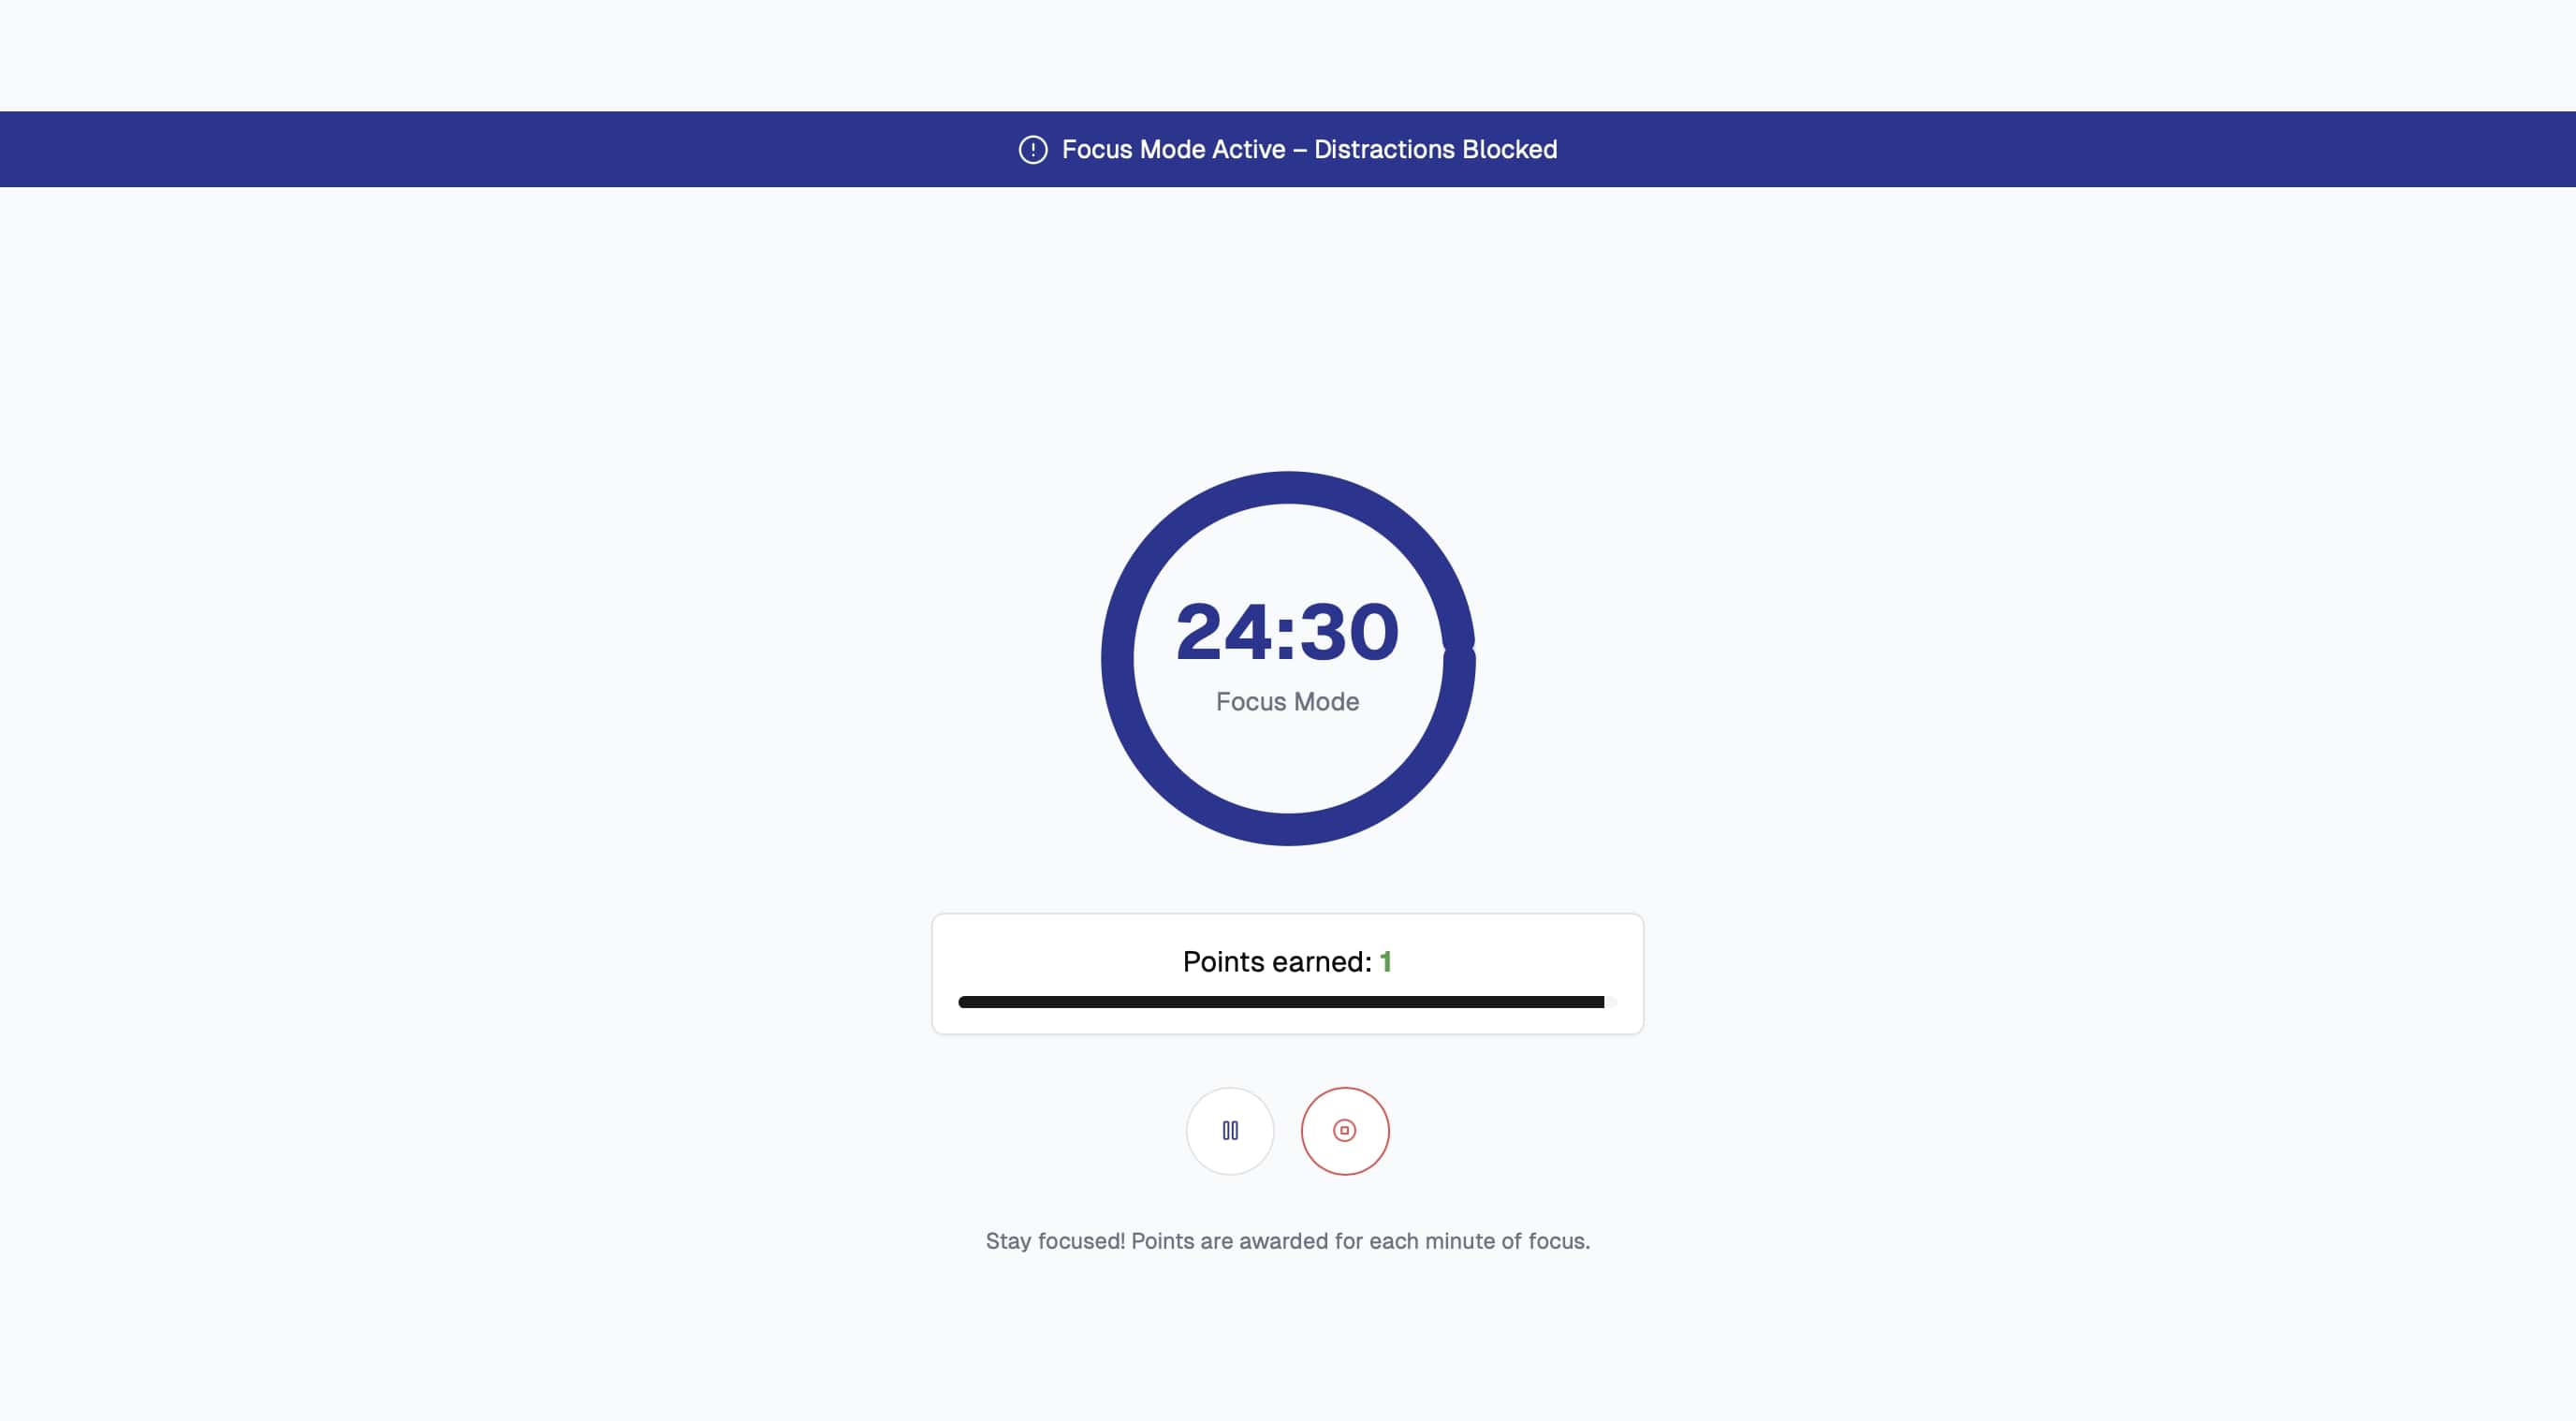 Focus Mode Active – Distractions Blocked
24:30
Focus Mode
Points earned: 1
Stay focused! Points are awarded for each minute of focus.